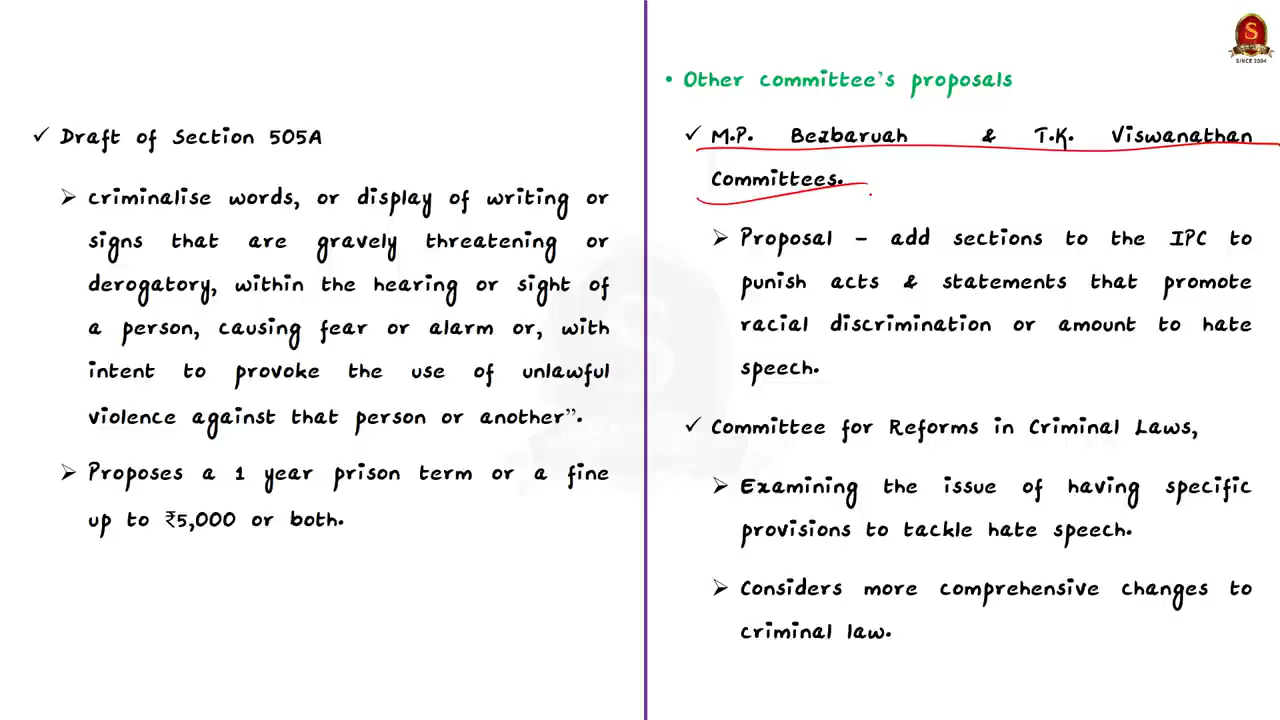 ✓ Draft of Section 505A
➢ criminalise words, or display of writing or
signs that are gravely threatening or
derogatory, within the hearing or sight of
a person, causing fear or alarm or, with
intent to provoke the use of unlawful
violence against that person or another”.
➢ Proposes a 1 year prison term or a fine
up to ₹5,000 or both.
S
SINCE 2004
• Other committee's proposals
✓ M.P. Bezbaruah & T.K. Viswanathan
Committees.
➢ Proposal – add sections to the IPC to
punish acts & statements that promote
racial discrimination or amount to hate
speech.
✓ Committee for Reforms in Criminal Laws,
➢ Examining the issue of having specific
provisions to tackle hate speech.
➢ Considers more comprehensive changes to
criminal law.